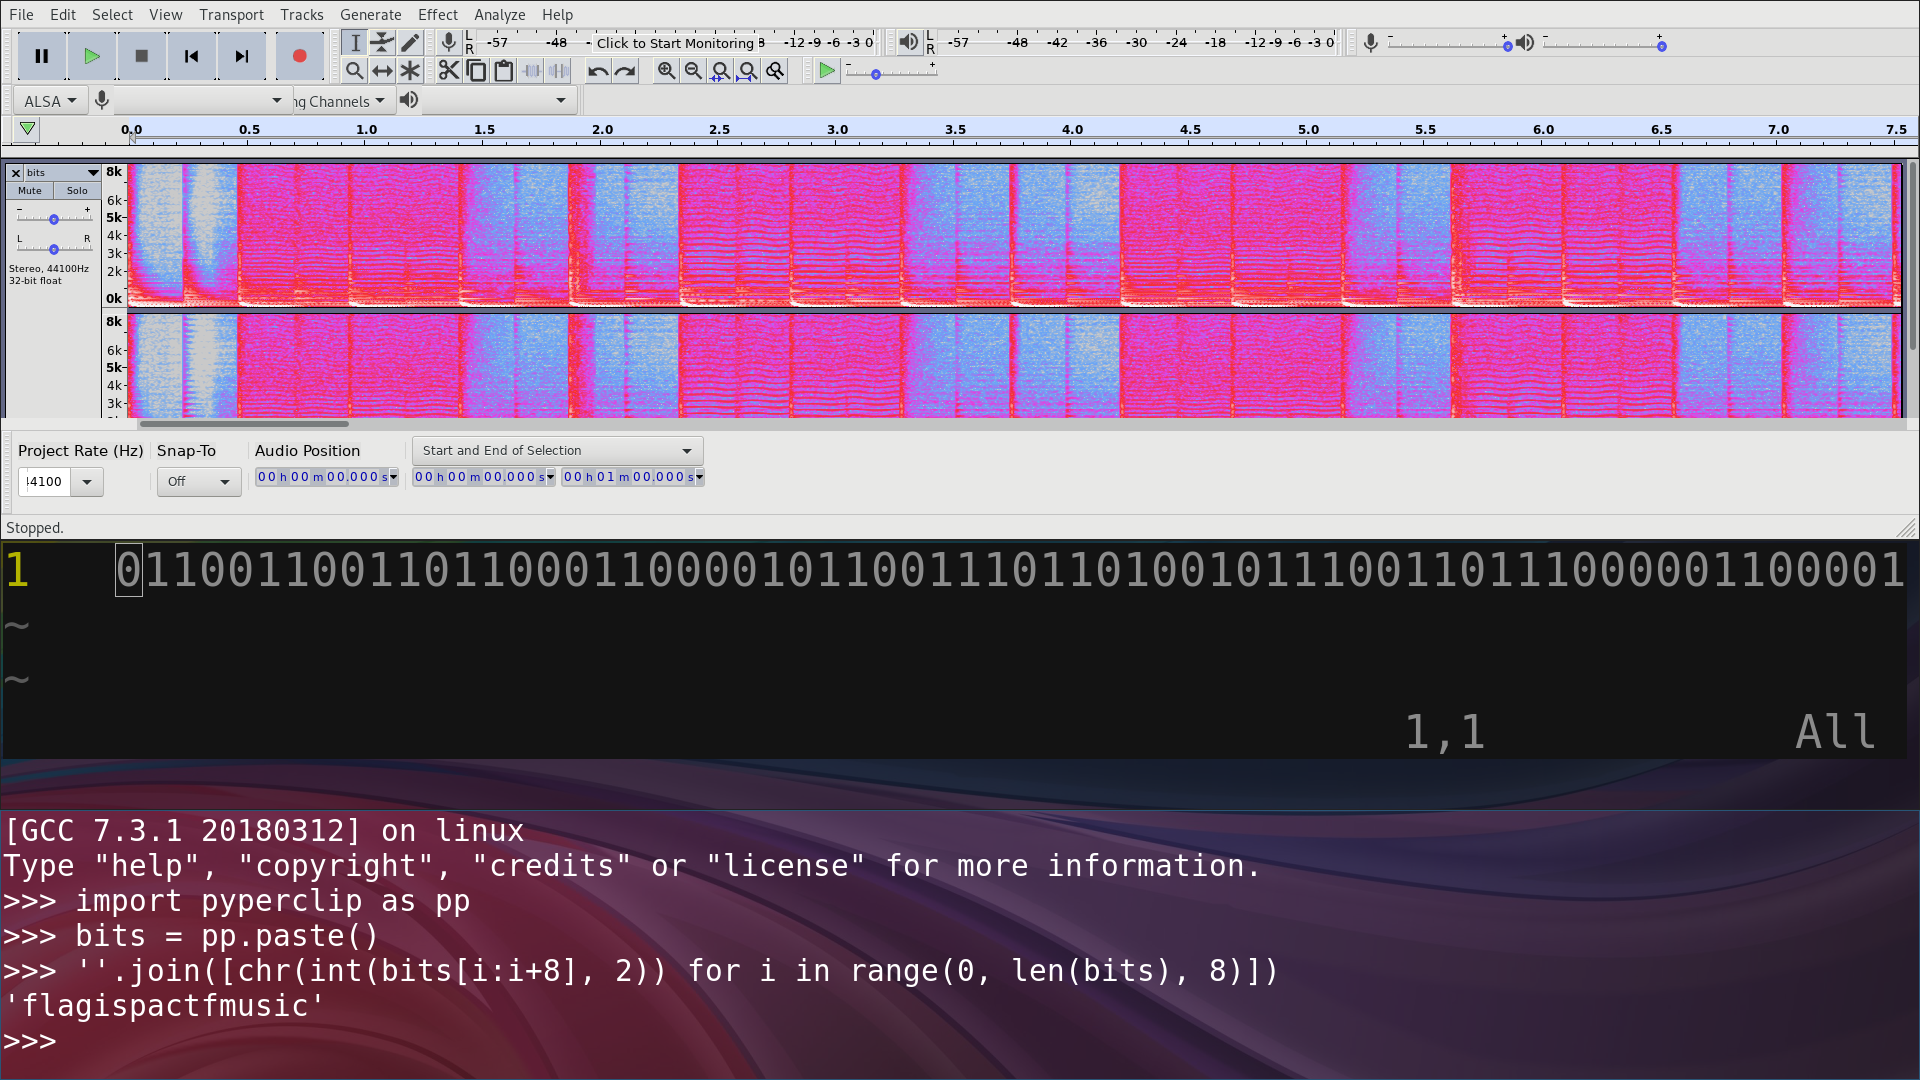 File Edit Select View Transport Tracks Generate Effect Analyze Help
L R -57 -48 Click to Start Monitoring 8 -12 -9 -6 -3 0 L R -57 -48 -42 -36 -30 -24 -18 -12 -9 -6 -3 0
ALSA ng Channels
0.0 0.5 1.0 1.5 2.0 2.5 3.0 3.5 4.0 4.5 5.0 5.5 6.0 6.5 7.0 7.5
bits
Mute Solo
L R
Stereo, 44100Hz
32-bit float
8k
6k
5k
4k
3k
2k
0k
8k
6k
5k
4k
3k
Project Rate (Hz) Snap-To Audio Position Start and End of Selection
44100 Off 00 h 00 m 00.000 s 00 h 00 m 00.000 s 00 h 01 m 00.000 s
Stopped.
1 0110011001101100011000010110011101101001011100110111000001100001
~
~
1,1 All
[GCC 7.3.1 20180312] on linux
Type "help", "copyright", "credits" or "license" for more information.
>>> import pyperclip as pp
>>> bits = pp.paste()
>>> ''.join([chr(int(bits[i:i+8], 2)) for i in range(0, len(bits), 8)])
'flagispactfmusic'
>>>